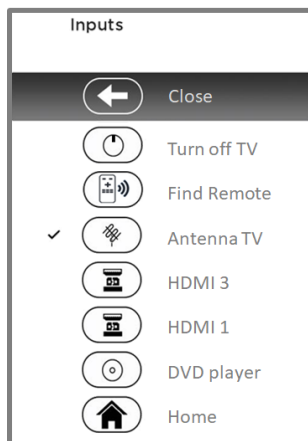 Inputs
Close
Turn off TV
Find Remote
Antenna TV
HDMI 3
HDMI 1
DVD player
Home